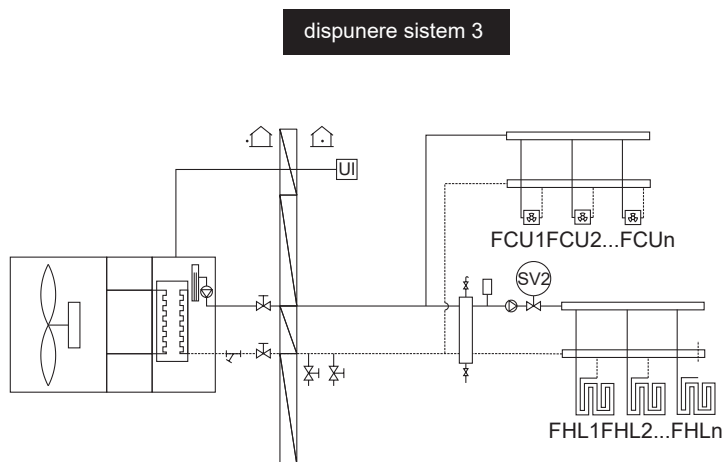 dispunere sistem 3
UI
FCU1FCU2...FCUn
SV2
FHL1FHL2...FHLn